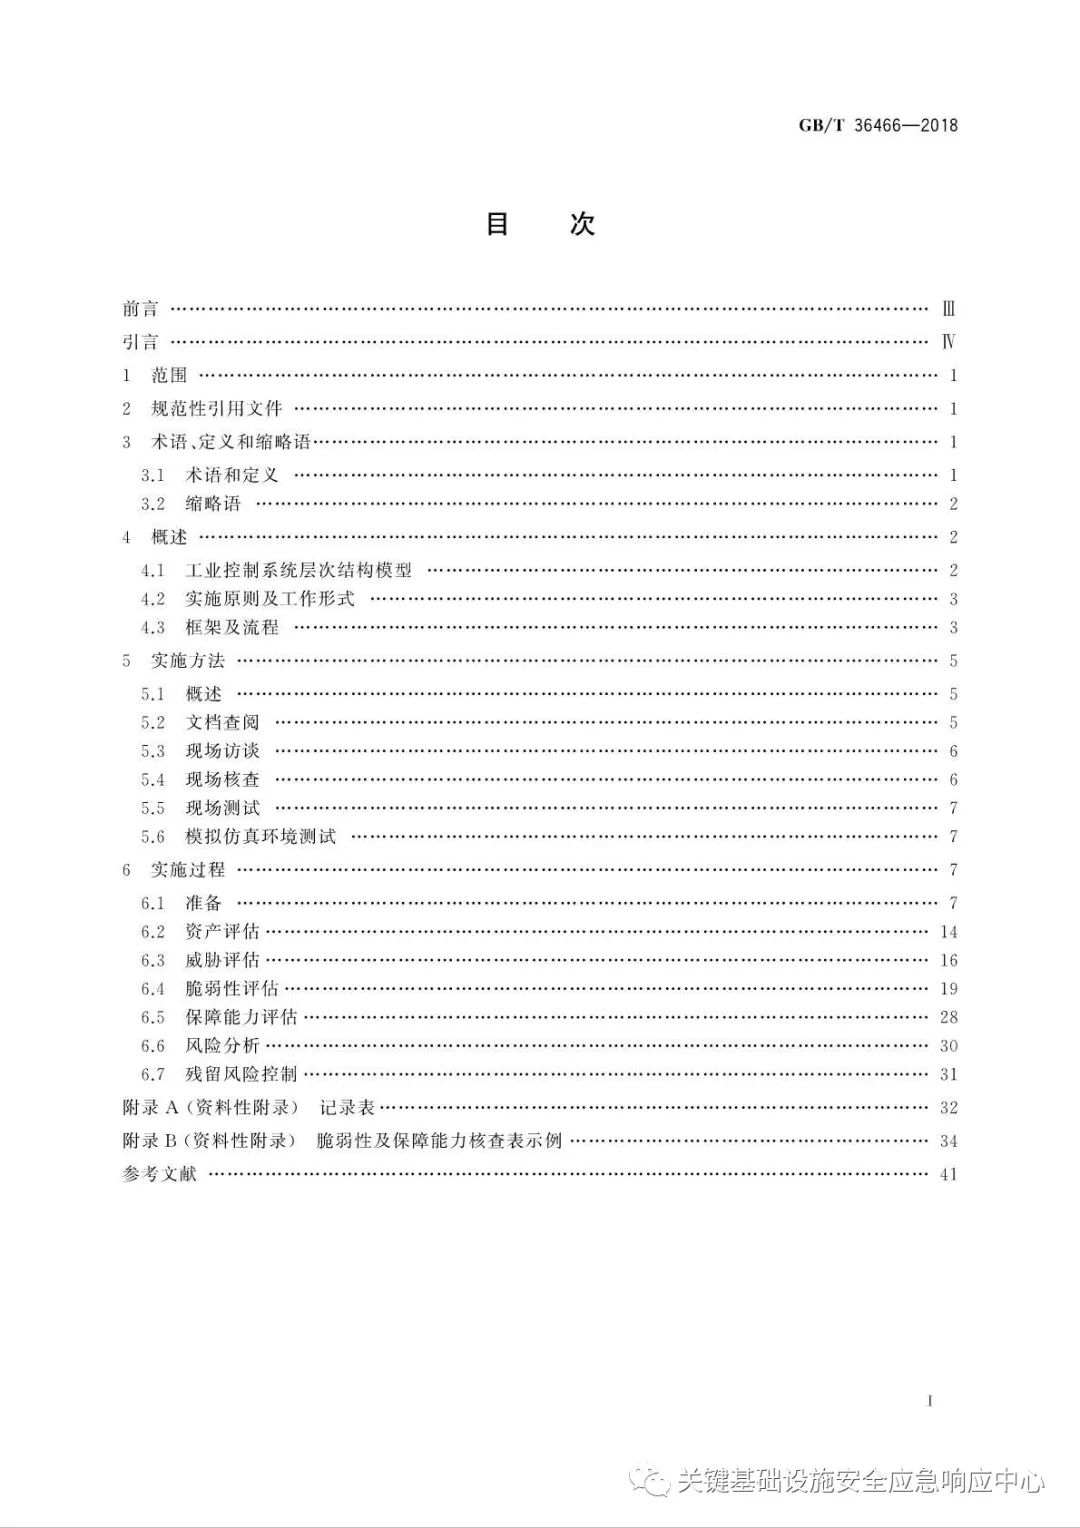 GB/T 36466—2018
目 次
前言 …………………………………………………………………… Ⅲ
引言 …………………………………………………………………… Ⅳ
1 范围 …………………………………………………………………… 1
2 规范性引用文件 …………………………………………………………………… 1
3 术语、定义和缩略语…………………………………………………………………… 1
3.1 术语和定义 …………………………………………………………………… 1
3.2 缩略语 …………………………………………………………………… 2
4 概述 …………………………………………………………………… 2
4.1 工业控制系统层次结构模型 …………………………………………………………………… 2
4.2 实施原则及工作形式 …………………………………………………………………… 3
4.3 框架及流程 …………………………………………………………………… 3
5 实施方法 …………………………………………………………………… 5
5.1 概述 …………………………………………………………………… 5
5.2 文档查阅 …………………………………………………………………… 5
5.3 现场访谈 …………………………………………………………………… 6
5.4 现场核查 …………………………………………………………………… 6
5.5 现场测试 …………………………………………………………………… 7
5.6 模拟仿真环境测试 …………………………………………………………………… 7
6 实施过程 …………………………………………………………………… 7
6.1 准备 …………………………………………………………………… 7
6.2 资产评估…………………………………………………………………… 14
6.3 威胁评估…………………………………………………………………… 16
6.4 脆弱性评估…………………………………………………………………… 19
6.5 保障能力评估…………………………………………………………………… 28
6.6 风险分析…………………………………………………………………… 30
6.7 残留风险控制…………………………………………………………………… 31
附录 A（资料性附录） 记录表…………………………………………………………………… 32
附录 B（资料性附录） 脆弱性及保障能力核查表示例…………………………………………………………………… 34
参考文献 …………………………………………………………………… 41
Ⅰ
关键基础设施安全应急响应中心